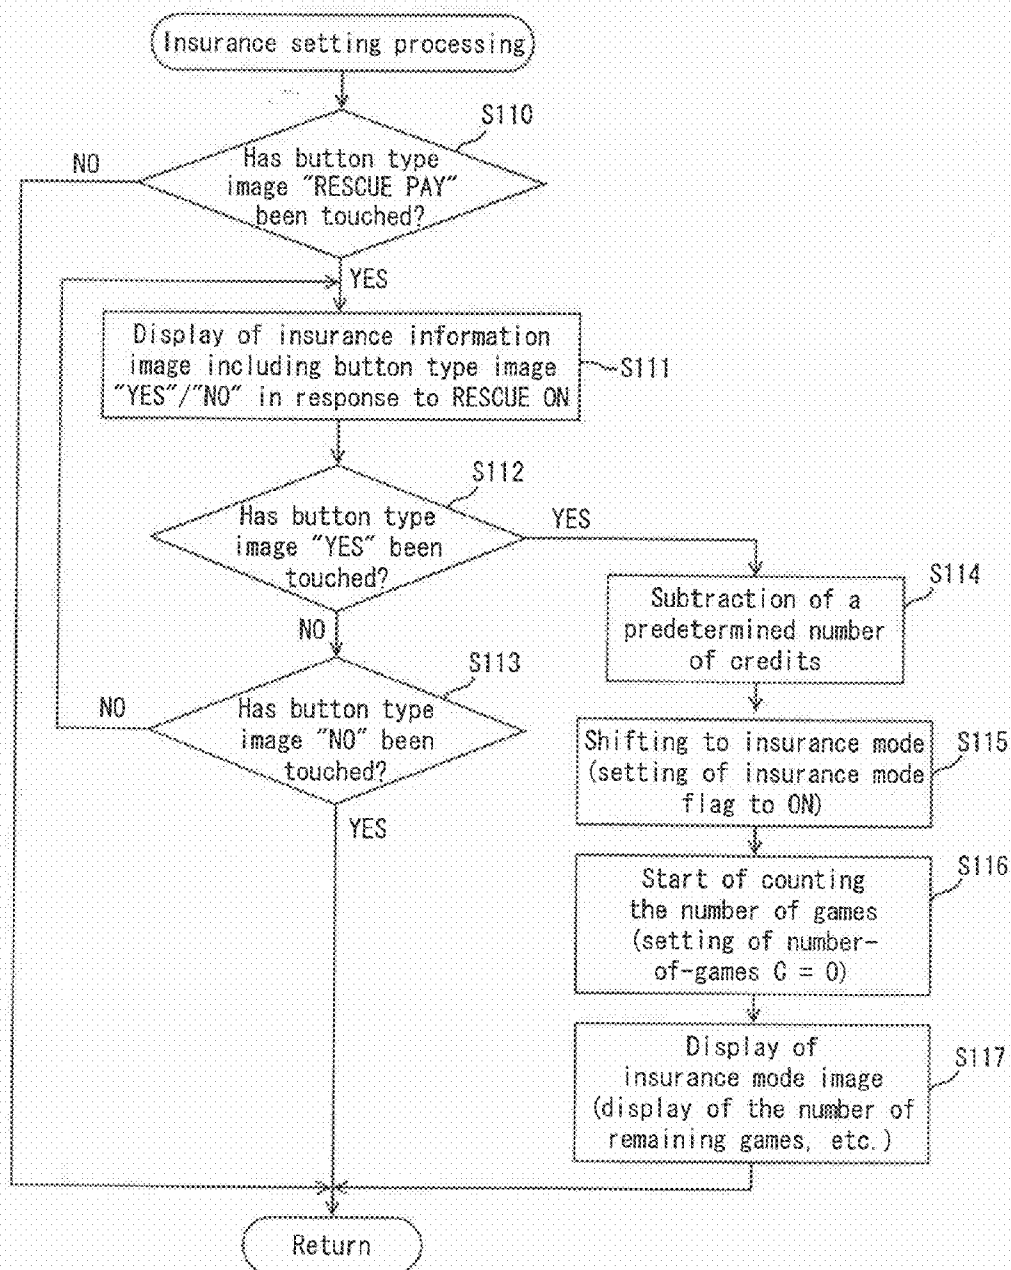 Insurance setting processing
S110
NO
Has button type
image "RESCUE PAY"
been touched?
YES
Display of insurance information
image including button type image
"YES"/"NO" in response to RESCUE ON
S111
S112
Has button type
image "YES" been
touched?
YES
NO
S114
Subtraction of a
predetermined number
of credits
S113
NO
Has button type
image "NO" been
touched?
YES
S115
Shifting to insurance mode
(setting of insurance mode
flag to ON)
S116
Start of counting
the number of games
(setting of number-
of-games C = 0)
S117
Display of
insurance mode image
(display of the number of
remaining games, etc.)
Return